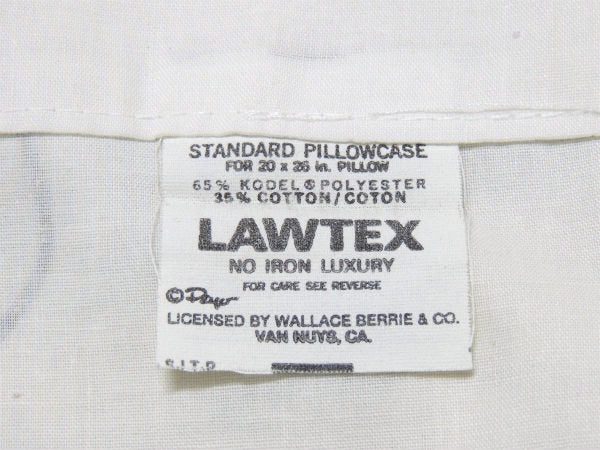 STANDARD PILLOWCASE
FOR 20 x 26 in. PILLOW
65% KODEL® POLYESTER
35% COTTON/COTON
LAWTEX
NO IRON LUXURY
FOR CARE SEE REVERSE
© Peyo
LICENSED BY WALLACE BERRIE & CO.
VAN NUYS, CA.